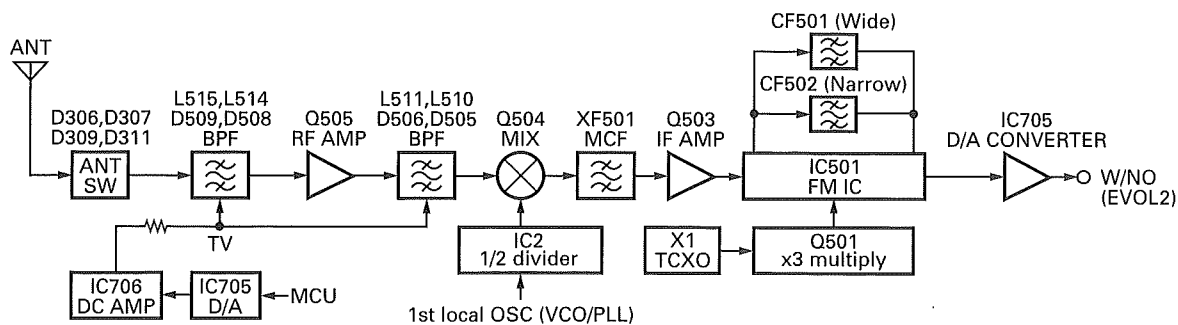 CF501 (Wide)
CF502 (Narrow)
ANT
D306,D307
D309,D311
ANT
SW
L515,L514
D509,D508
BPF
Q505
RF AMP
L511,L510
D506,D505
BPF
Q504
MIX
XF501
MCF
Q503
IF AMP
IC501
FM IC
IC705
D/A CONVERTER
W/NO
(EVOL2)
TV
IC2
1/2 divider
X1
TCXO
Q501
x3 multiply
IC706
DC AMP
IC705
D/A
MCU
1st local OSC (VCO/PLL)